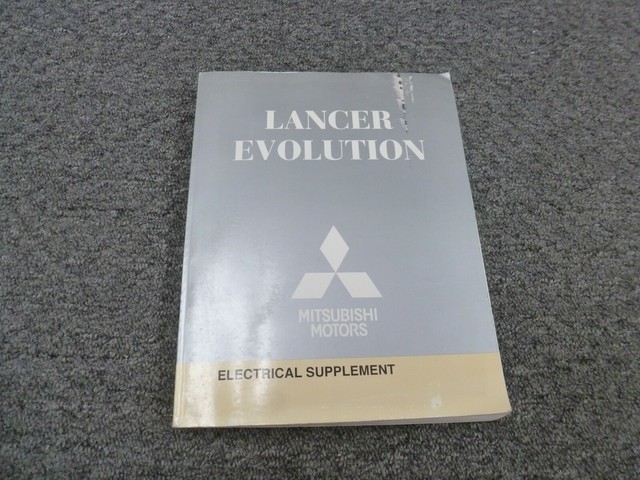 LANCER
EVOLUTION
MITSUBISHI
MOTORS
ELECTRICAL SUPPLEMENT